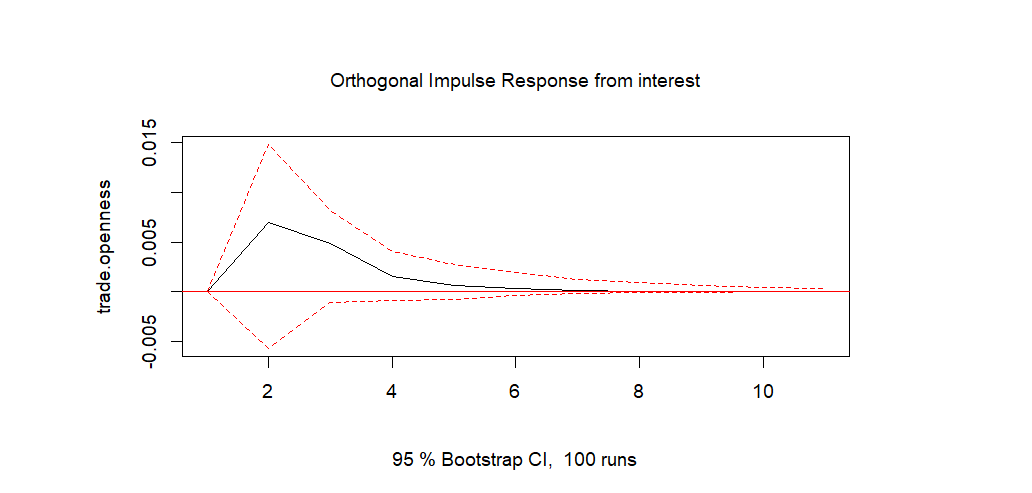 Orthogonal Impulse Response from interest
trade.openness
0.015
0.005
-0.005
2 4 6 8 10
95 % Bootstrap CI,  100 runs